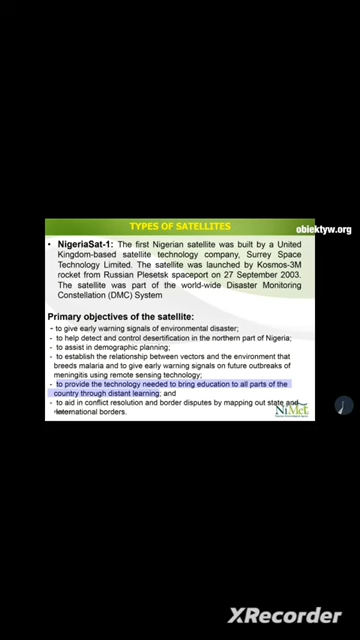 TYPES OF SATELLITES
obiektyw.org
• NigeriaSat-1: The first Nigerian satellite was built by a United
Kingdom-based satellite technology company, Surrey Space
Technology Limited. The satellite was launched by Kosmos-3M
rocket from Russian Plesetsk spaceport on 27 September 2003.
The satellite was part of the world-wide Disaster Monitoring
Constellation (DMC) System
Primary objectives of the satellite:
- to give early warning signals of environmental disaster;
- to help detect and control desertification in the northern part of Nigeria;
- to assist in demographic planning;
- to establish the relationship between vectors and the environment that
breeds malaria and to give early warning signals on future outbreaks of
meningitis using remote sensing technology;
- to provide the technology needed to bring education to all parts of the
country through distant learning; and
- to aid in conflict resolution and border disputes by mapping out state and
International borders.
NiMet
XRecorder